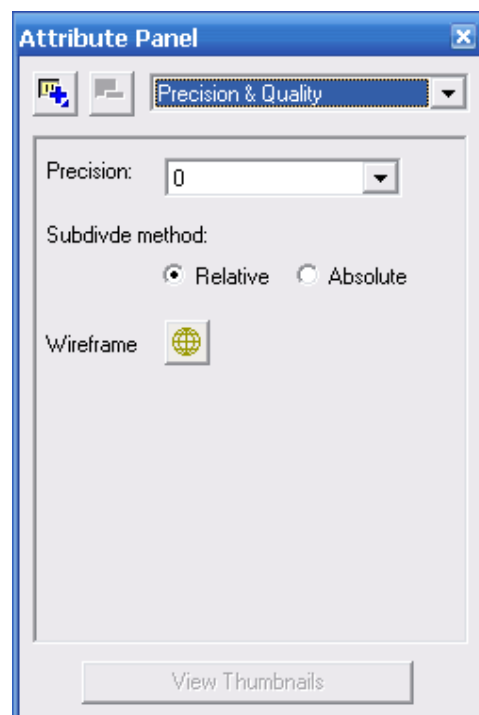 Attribute Panel
Precision & Quality
Precision: 0
Subdivde method:
Relative Absolute
Wireframe
View Thumbnails